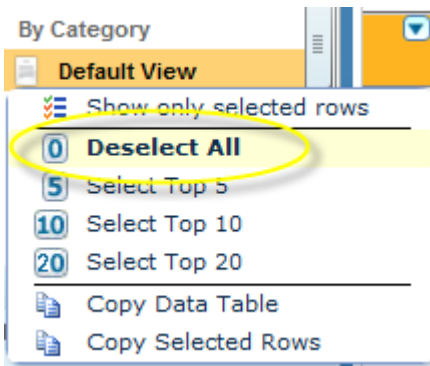 By Category
Default View
Show only selected rows
0 Deselect All
5 Select Top 5
10 Select Top 10
20 Select Top 20
Copy Data Table
Copy Selected Rows